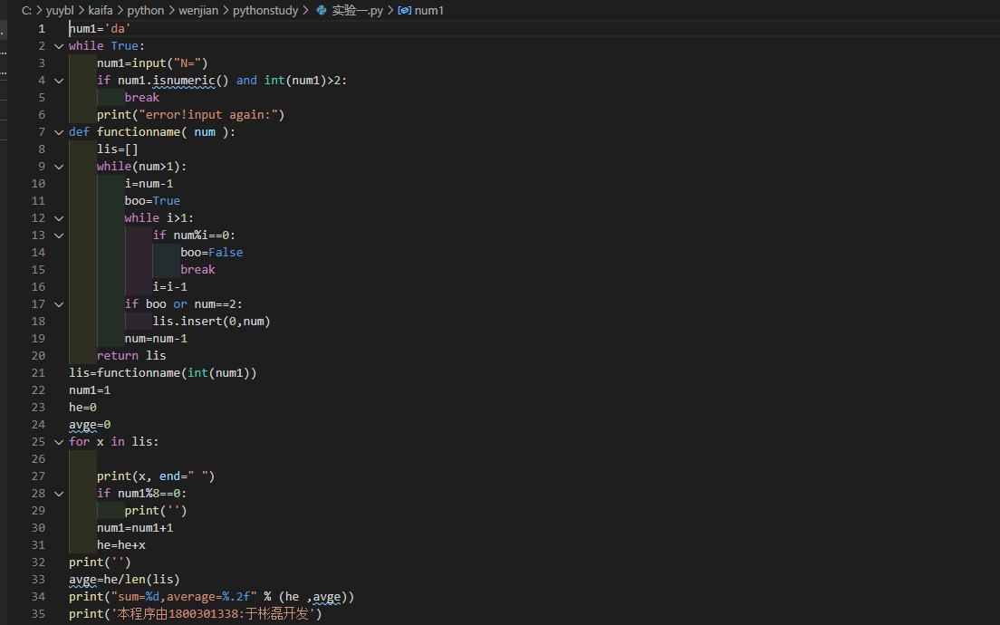 C: > yuybl > kaifa > python > wenjian > pythonstudy > 实验一.py > num1
1 num1='da'
2 while True:
3     num1=input("N=")
4     if num1.isnumeric() and int(num1)>2:
5         break
6     print("error!input again:")
7 def functionname( num ):
8     lis=[]
9     while(num>1):
10         i=num-1
11         boo=True
12         while i>1:
13             if num%i==0:
14                 boo=False
15                 break
16             i=i-1
17         if boo or num==2:
18             lis.insert(0,num)
19         num=num-1
20     return lis
21 lis=functionname(int(num1))
22 num1=1
23 he=0
24 avge=0
25 for x in lis:
26
27     print(x, end=" ")
28     if num1%8==0:
29         print('')
30     num1=num1+1
31     he=he+x
32 print('')
33 avge=he/len(lis)
34 print("sum=%d,average=%.2f" % (he ,avge))
35 print('本程序由1800301338:于彬磊开发')